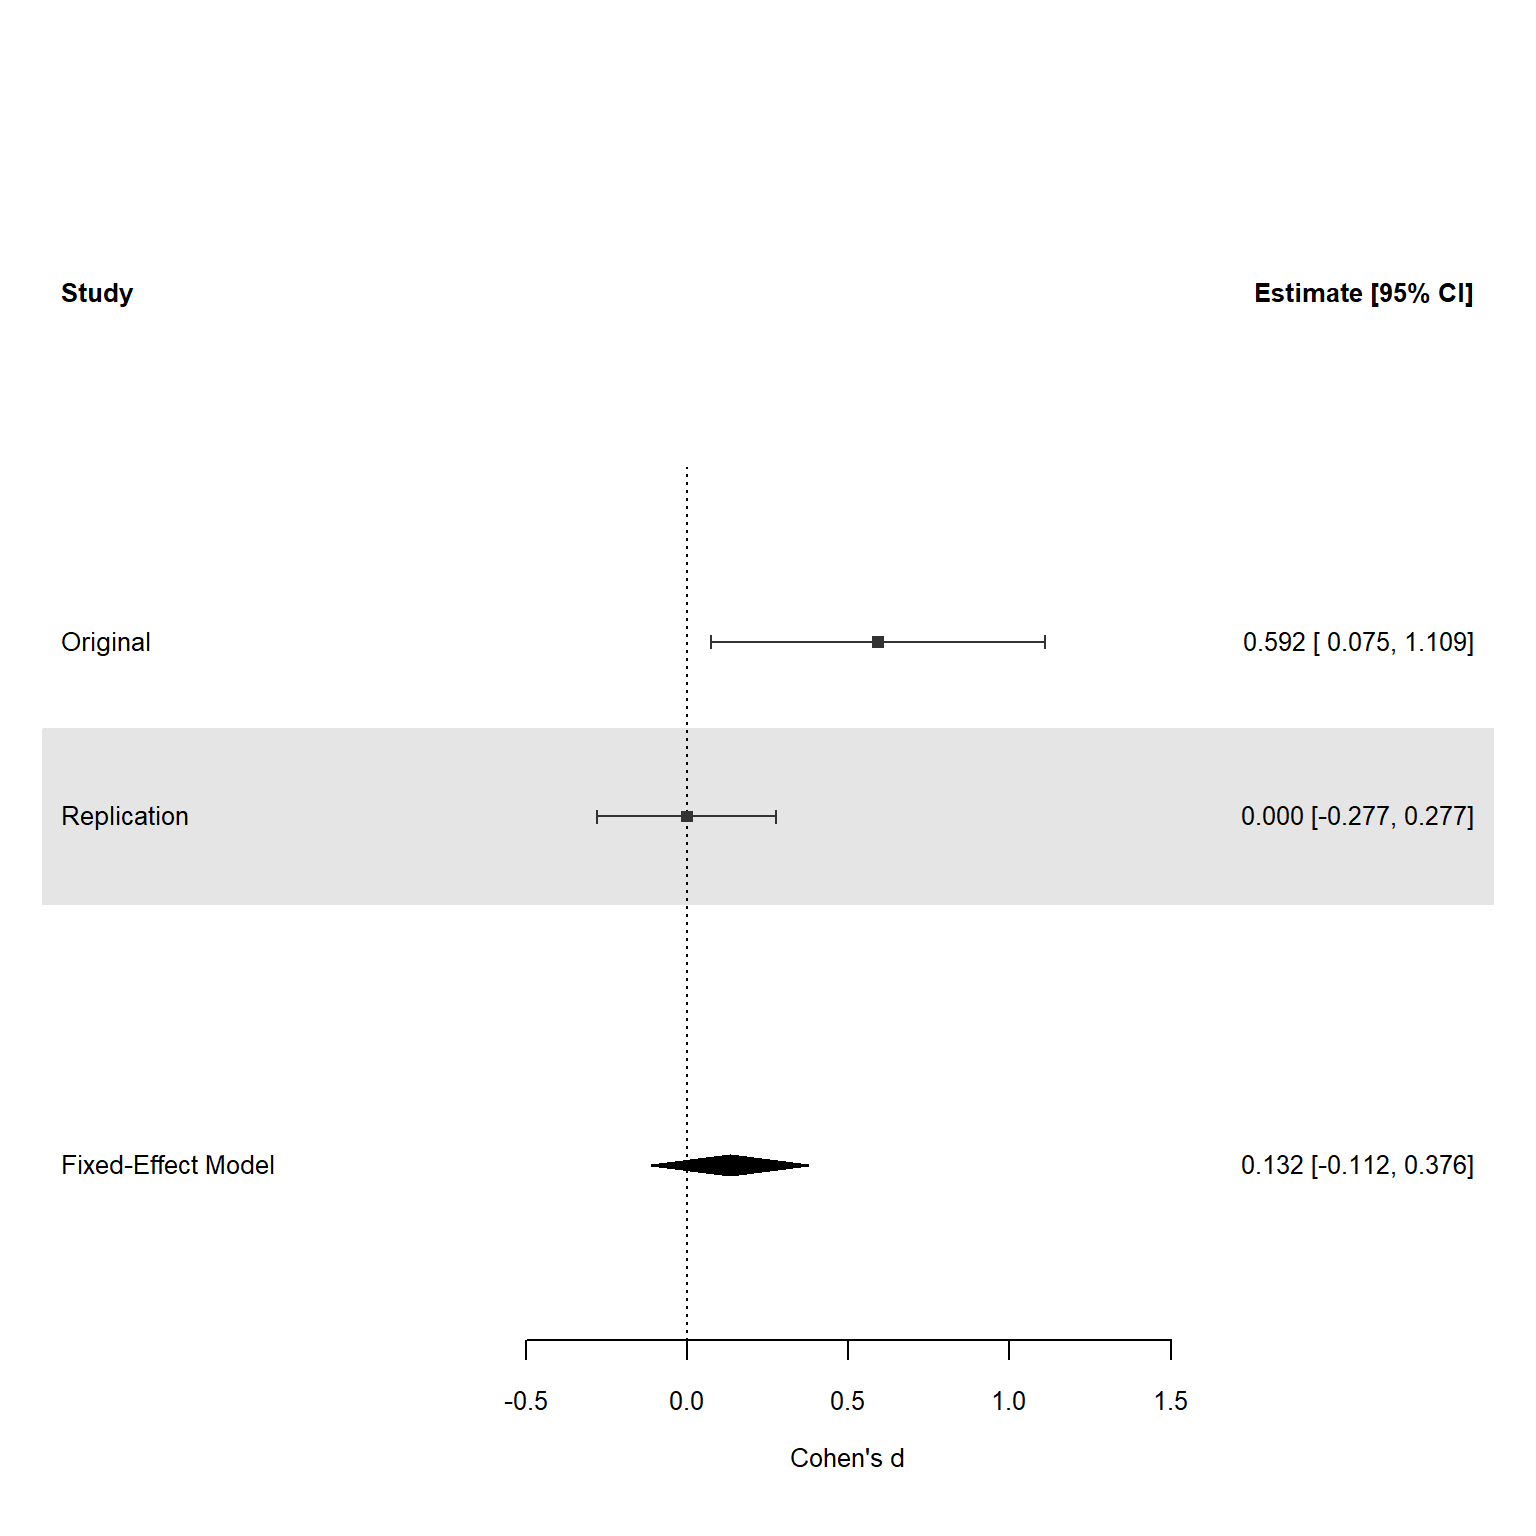 Study Estimate [95% CI]
Original 0.592 [ 0.075, 1.109]
Replication 0.000 [-0.277, 0.277]
Fixed-Effect Model 0.132 [-0.112, 0.376]
-0.5 0.0 0.5 1.0 1.5
Cohen's d